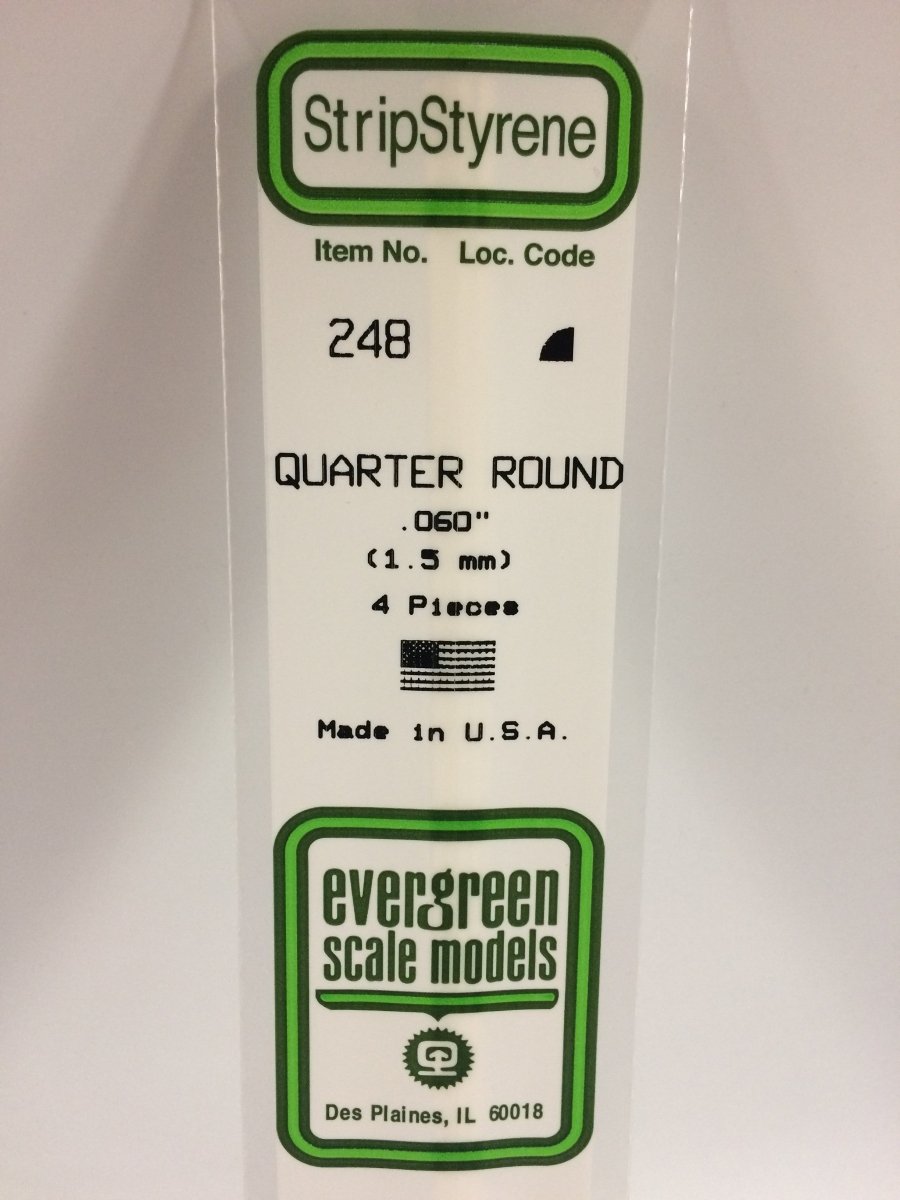 StripStyrene
Item No. Loc. Code
248
QUARTER ROUND
.060"
(1.5 mm)
4 Pieces
Made in U.S.A.
evergreen
scale models
Des Plaines, IL 60018